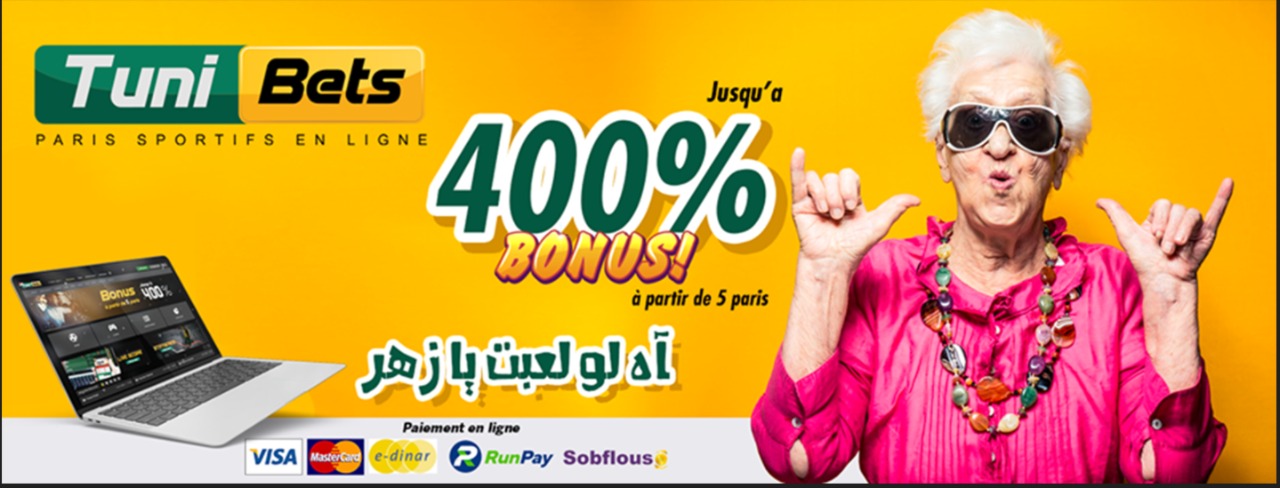 Tuni Bets
PARIS SPORTIFS EN LIGNE
Jusqu'a
400%
BONUS!
à partir de 5 paris
Bonus
400%
آه لو لعبت يا زهر
Paiement en ligne
VISA MasterCard e-dinar RunPay Sobflous